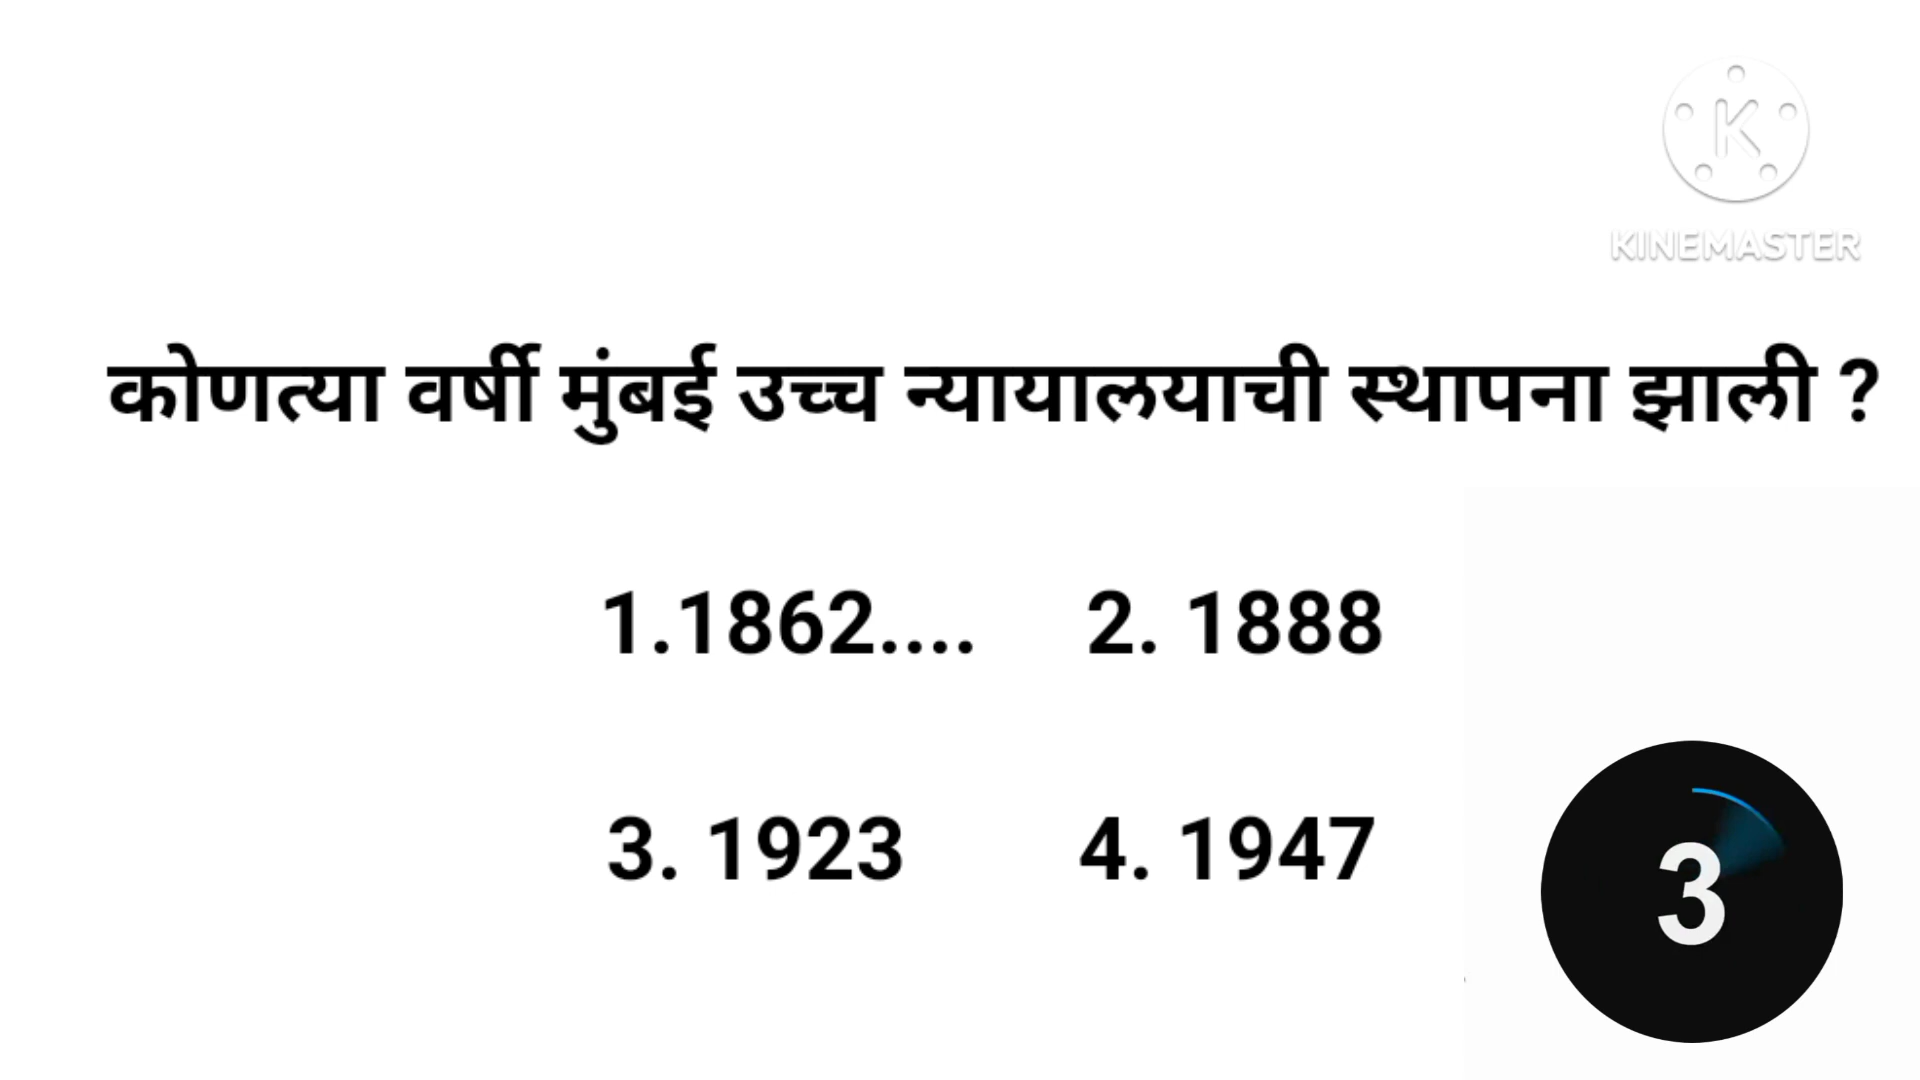 K
KINEMASTER
कोणत्या वर्षी मुंबई उच्च न्यायालयाची स्थापना झाली ?
1.1862.... 2. 1888
3. 1923 4. 1947
3